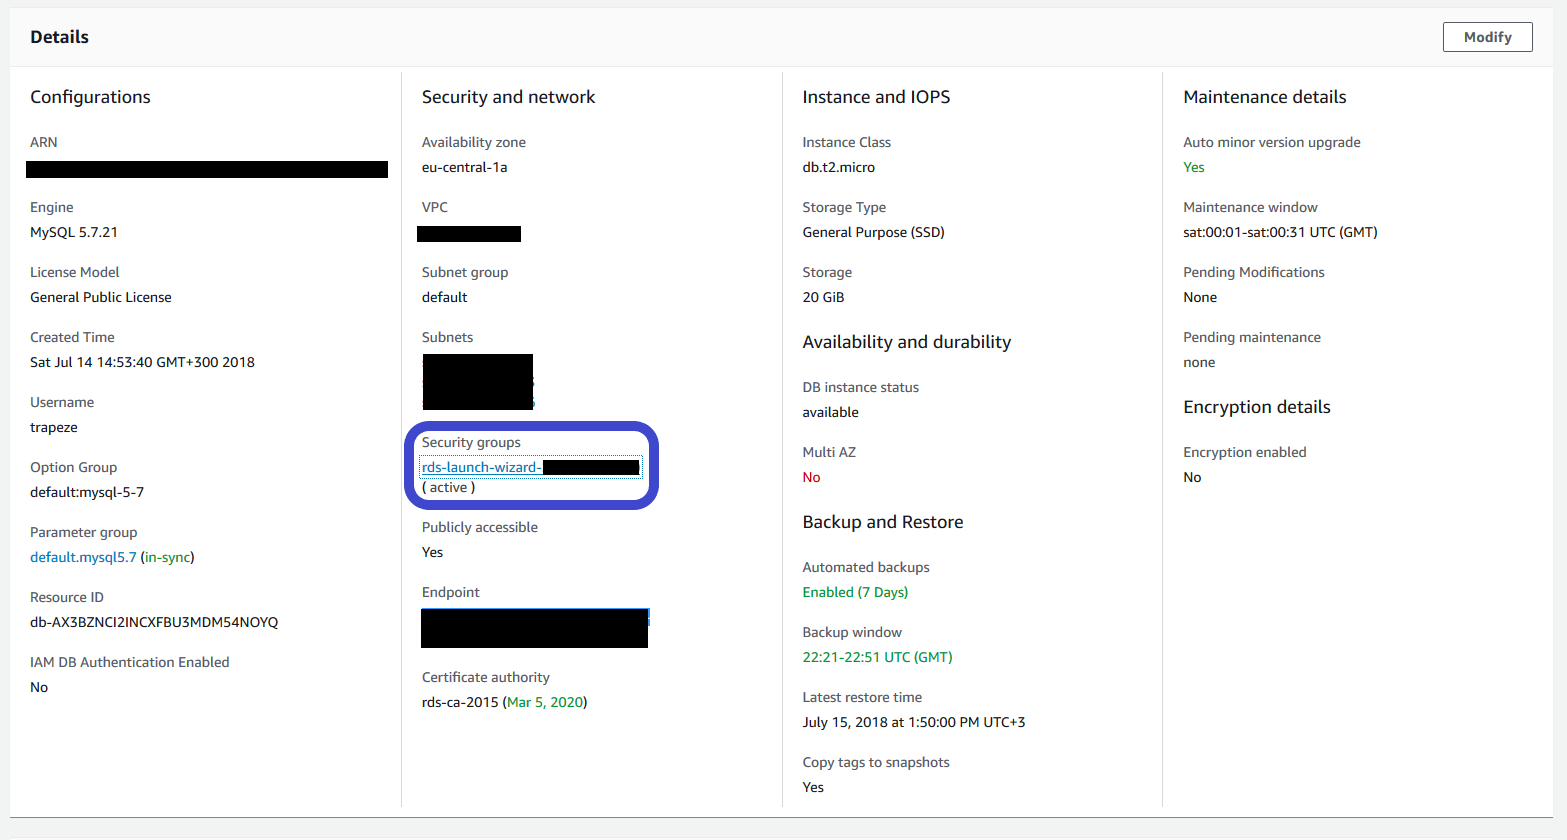 Details
Modify
Configurations
ARN
Engine
MySQL 5.7.21
License Model
General Public License
Created Time
Sat Jul 14 14:53:40 GMT+300 2018
Username
trapeze
Option Group
default:mysql-5-7
Parameter group
default.mysql5.7 (in-sync)
Resource ID
db-AX3BZNCI2INCXFBU3MDM54NOYQ
IAM DB Authentication Enabled
No
Security and network
Availability zone
eu-central-1a
VPC
Subnet group
default
Subnets
Security groups
rds-launch-wizard-
( active )
Publicly accessible
Yes
Endpoint
Certificate authority
rds-ca-2015 (Mar 5, 2020)
Instance and IOPS
Instance Class
db.t2.micro
Storage Type
General Purpose (SSD)
Storage
20 GiB
Availability and durability
DB instance status
available
Multi AZ
No
Backup and Restore
Automated backups
Enabled (7 Days)
Backup window
22:21-22:51 UTC (GMT)
Latest restore time
July 15, 2018 at 1:50:00 PM UTC+3
Copy tags to snapshots
Yes
Maintenance details
Auto minor version upgrade
Yes
Maintenance window
sat:00:01-sat:00:31 UTC (GMT)
Pending Modifications
None
Pending maintenance
none
Encryption details
Encryption enabled
No